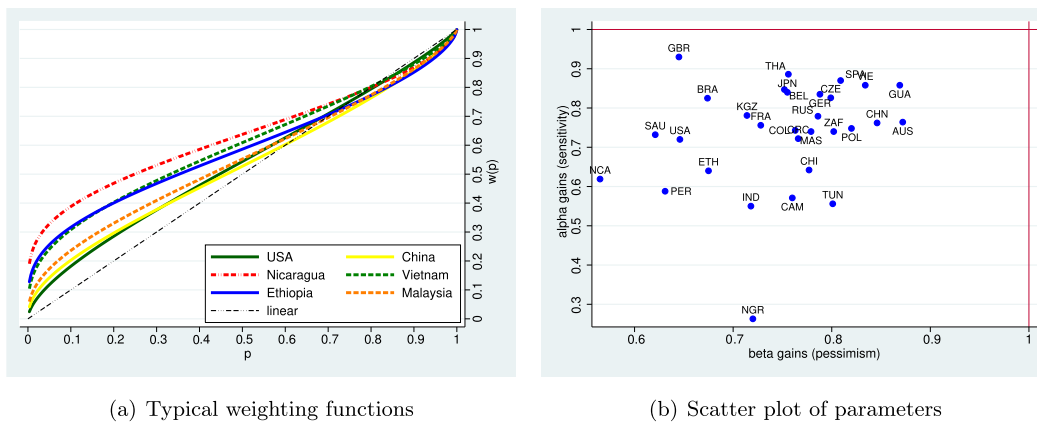 1
0.9
0.8
0.7
0.6
0.5
0.4
0.3
0.2
0.1
0
w(p)
USA
China
Nicaragua
Vietnam
Ethiopia
Malaysia
linear
0 0.1 0.2 0.3 0.4 0.5 0.6 0.7 0.8 0.9 1
p
(a) Typical weighting functions
alpha gains (sensitivity)
1
0.9
0.8
0.7
0.6
0.5
0.4
0.3
GBR
THA
SPA
VIE
JPN
CZE
BRA
BEL
GER
GUA
KGZ
RUS
FRA
CHN
SAU
USA
COL
GRC
ZAF
AUS
MAS
POL
ETH
CHI
NCA
PER
IND
CAM
TUN
NGR
0.6 0.7 0.8 0.9 1
beta gains (pessimism)
(b) Scatter plot of parameters